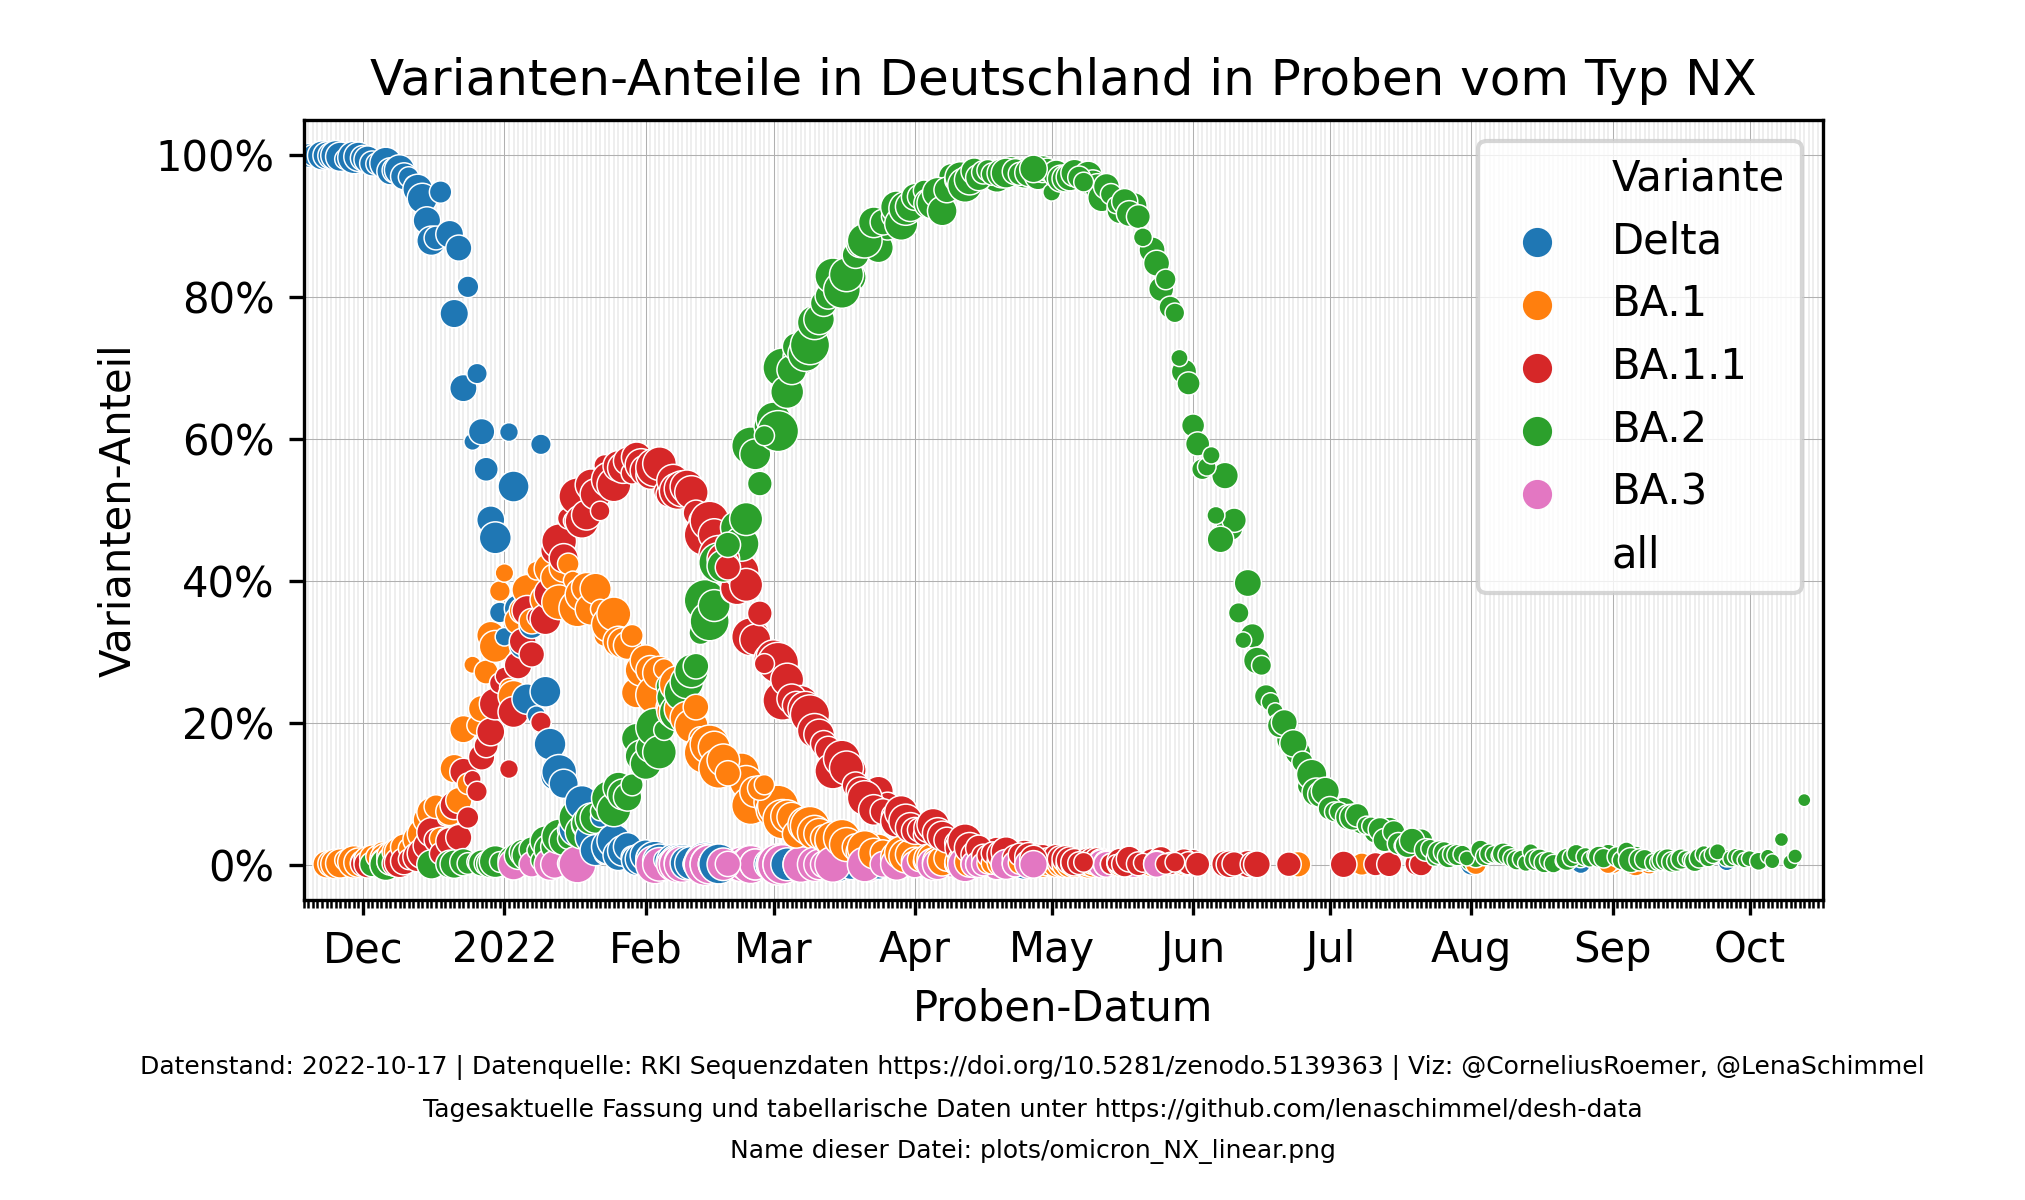 Varianten-Anteile in Deutschland in Proben vom Typ NX
Varianten-Anteil
100%
80%
60%
40%
20%
0%
Variante
Delta
BA.1
BA.1.1
BA.2
BA.3
all
Dec 2022 Feb Mar Apr May Jun Jul Aug Sep Oct
Proben-Datum
Datenstand: 2022-10-17 | Datenquelle: RKI Sequenzdaten https://doi.org/10.5281/zenodo.5139363 | Viz: @CorneliusRoemer, @LenaSchimmel
Tagesaktuelle Fassung und tabellarische Daten unter https://github.com/lenaschimmel/desh-data
Name dieser Datei: plots/omicron_NX_linear.png